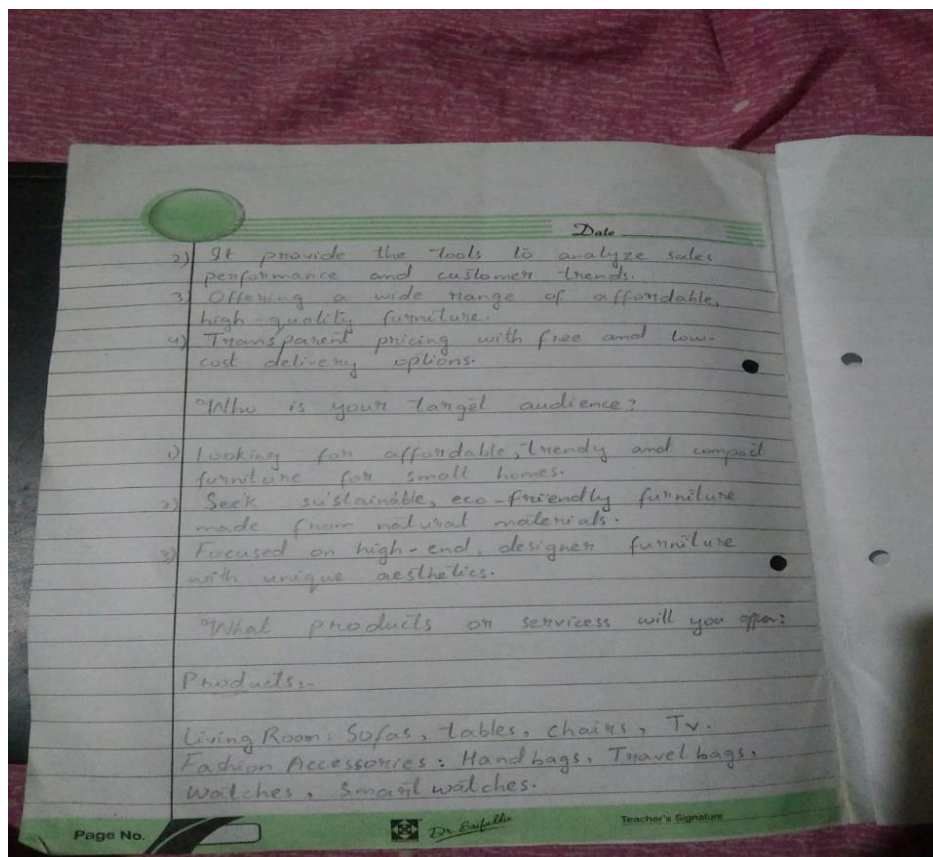 Date
2) It provide the tools to analyze sales
performance and customer trends.
3) Offering a wide range of affordable,
high-quality furniture.
4) Transparent pricing with free and low-
cost delivery options.
Who is your target audience?
1) Looking for affordable, trendy and compact
furniture for small homes.
2) Seek sustainable, eco-friendly furniture
made from natural materials.
3) Focused on high-end, designer furniture
with unique aesthetics.
What products or servicess will you offer:
Products:-
Living Room: Sofas, tables, chairs, Tv.
Fashion Accessories: Handbags, Travel bags,
Watches, Smart watches.
Page No.
Dr Saifuddin
Teacher's Signature